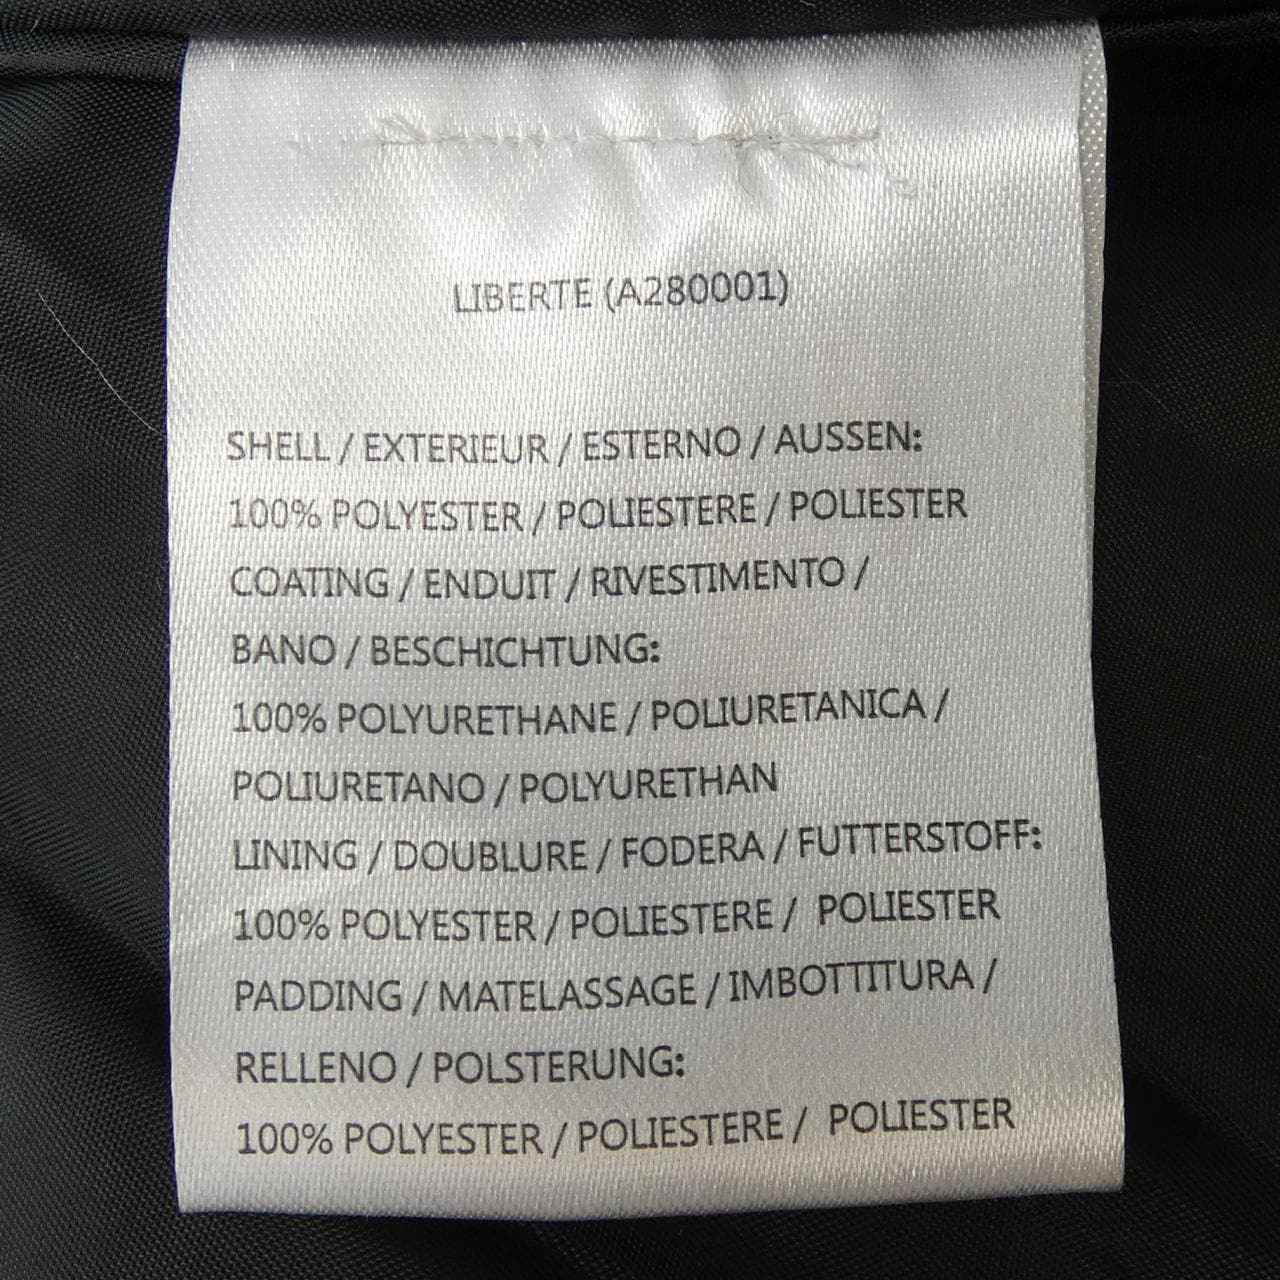 LIBERTE (A280001)
SHELL / EXTERIEUR / ESTERNO / AUSSEN:
100% POLYESTER / POLIESTERE / POLIESTER
COATING / ENDUIT / RIVESTIMENTO /
BANO / BESCHICHTUNG:
100% POLYURETHANE / POLIURETANICA /
POLIURETANO / POLYURETHAN
LINING / DOUBLURE / FODERA / FUTTERSTOFF:
100% POLYESTER / POLIESTERE / POLIESTER
PADDING / MATELASSAGE / IMBOTTITURA /
RELLENO / POLSTERUNG:
100% POLYESTER / POLIESTERE / POLIESTER